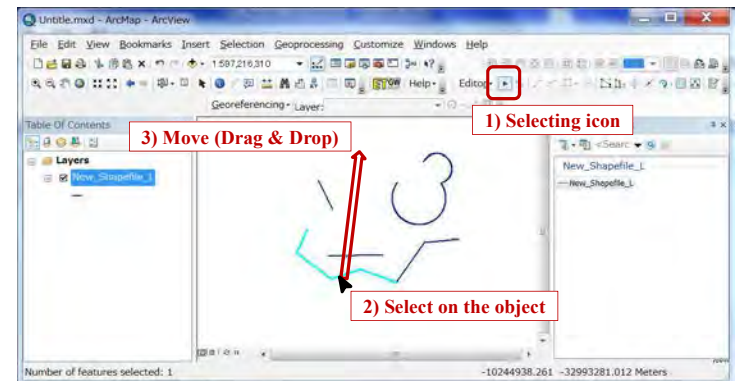 Untitle.mxd - ArcMap - ArcView
File Edit View Bookmarks Insert Selection Geoprocessing Customize Windows Help
1:597,216,310
Help Editor
Georeferencing Layer:
1) Selecting icon
Table Of Contents
3) Move (Drag & Drop)
<Searc
Layers
New_Shapefile_L
New_Shapefile_L
New_Shapefile_L
2) Select on the object
Number of features selected: 1
-10244938.261 -32993281.012 Meters